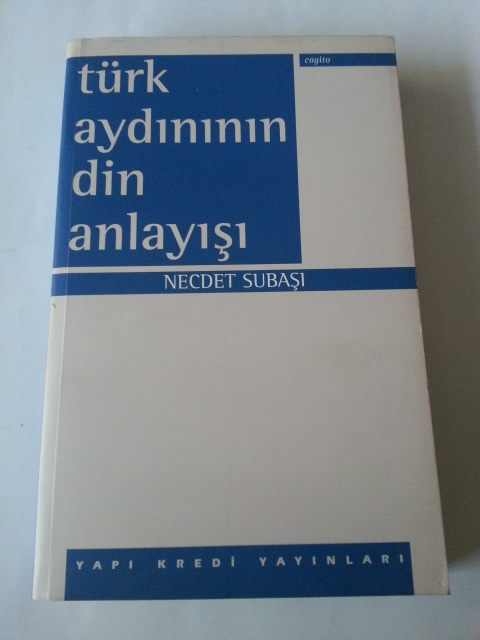 cogito
türk
aydınının
din
anlayışı
NECDET SUBAŞI
YAPI KREDİ YAYINLARI